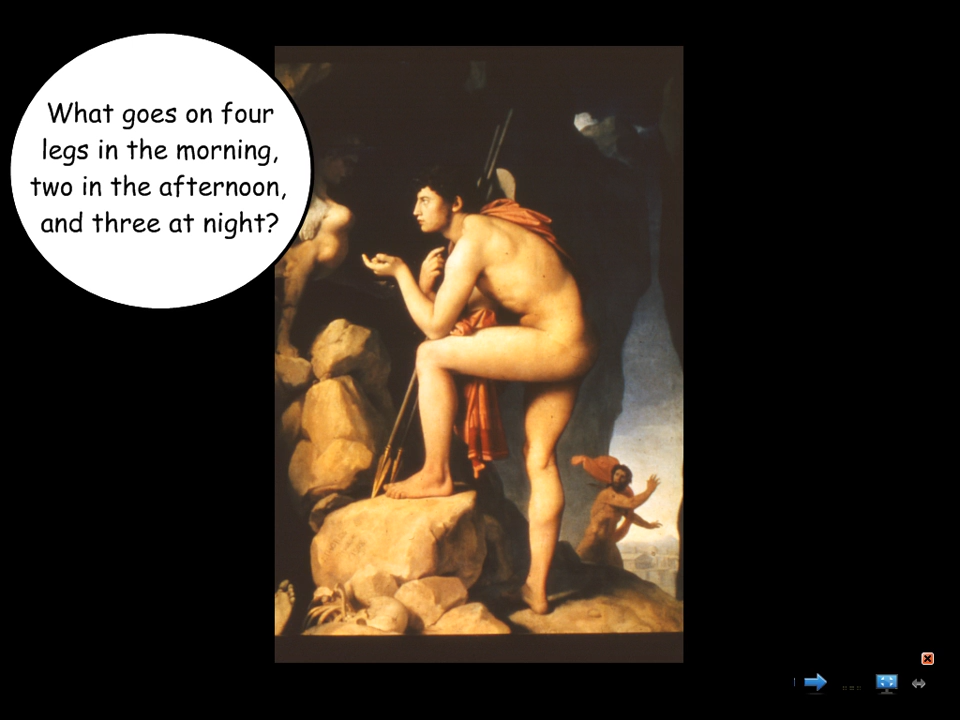 What goes on four
legs in the morning,
two in the afternoon,
and three at night?